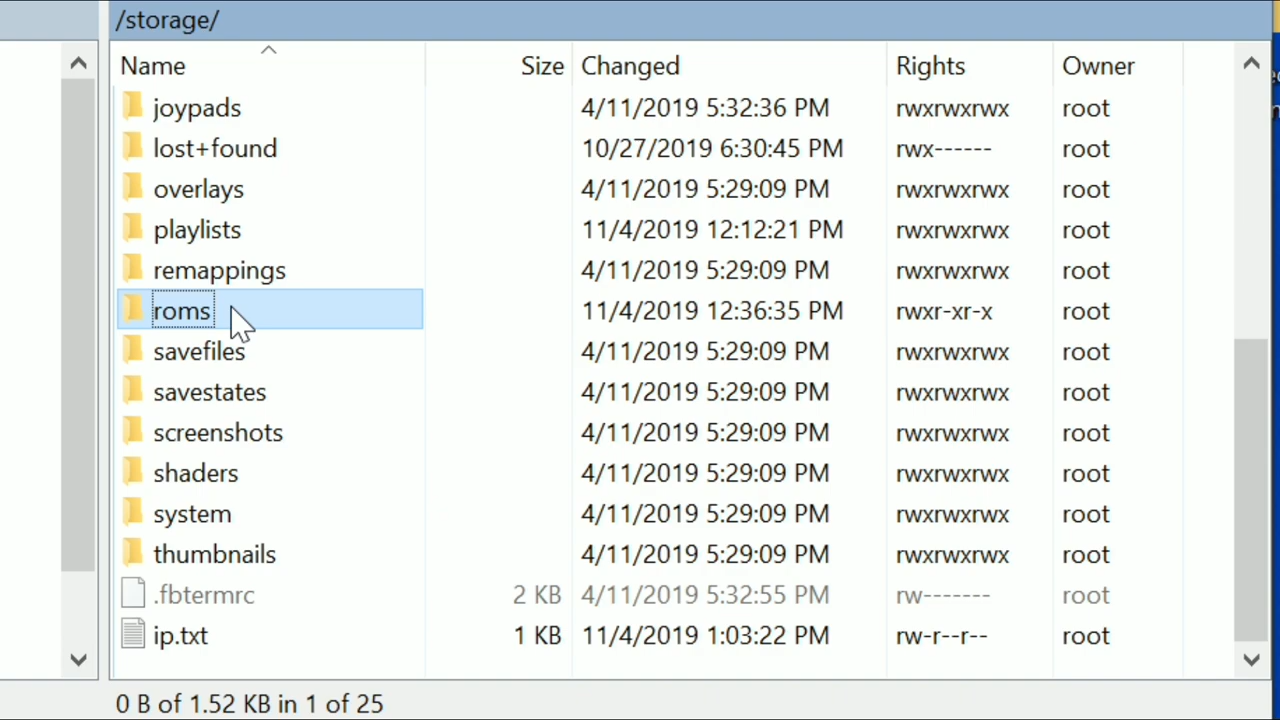 /storage/
Name Size Changed Rights Owner
joypads 4/11/2019 5:32:36 PM rwxrwxrwx root
lost+found 10/27/2019 6:30:45 PM rwx------ root
overlays 4/11/2019 5:29:09 PM rwxrwxrwx root
playlists 11/4/2019 12:12:21 PM rwxrwxrwx root
remappings 4/11/2019 5:29:09 PM rwxrwxrwx root
roms 11/4/2019 12:36:35 PM rwxr-xr-x root
savefiles 4/11/2019 5:29:09 PM rwxrwxrwx root
savestates 4/11/2019 5:29:09 PM rwxrwxrwx root
screenshots 4/11/2019 5:29:09 PM rwxrwxrwx root
shaders 4/11/2019 5:29:09 PM rwxrwxrwx root
system 4/11/2019 5:29:09 PM rwxrwxrwx root
thumbnails 4/11/2019 5:29:09 PM rwxrwxrwx root
.fbtermrc 2 KB 4/11/2019 5:32:55 PM rw------- root
ip.txt 1 KB 11/4/2019 1:03:22 PM rw-r--r-- root
0 B of 1.52 KB in 1 of 25